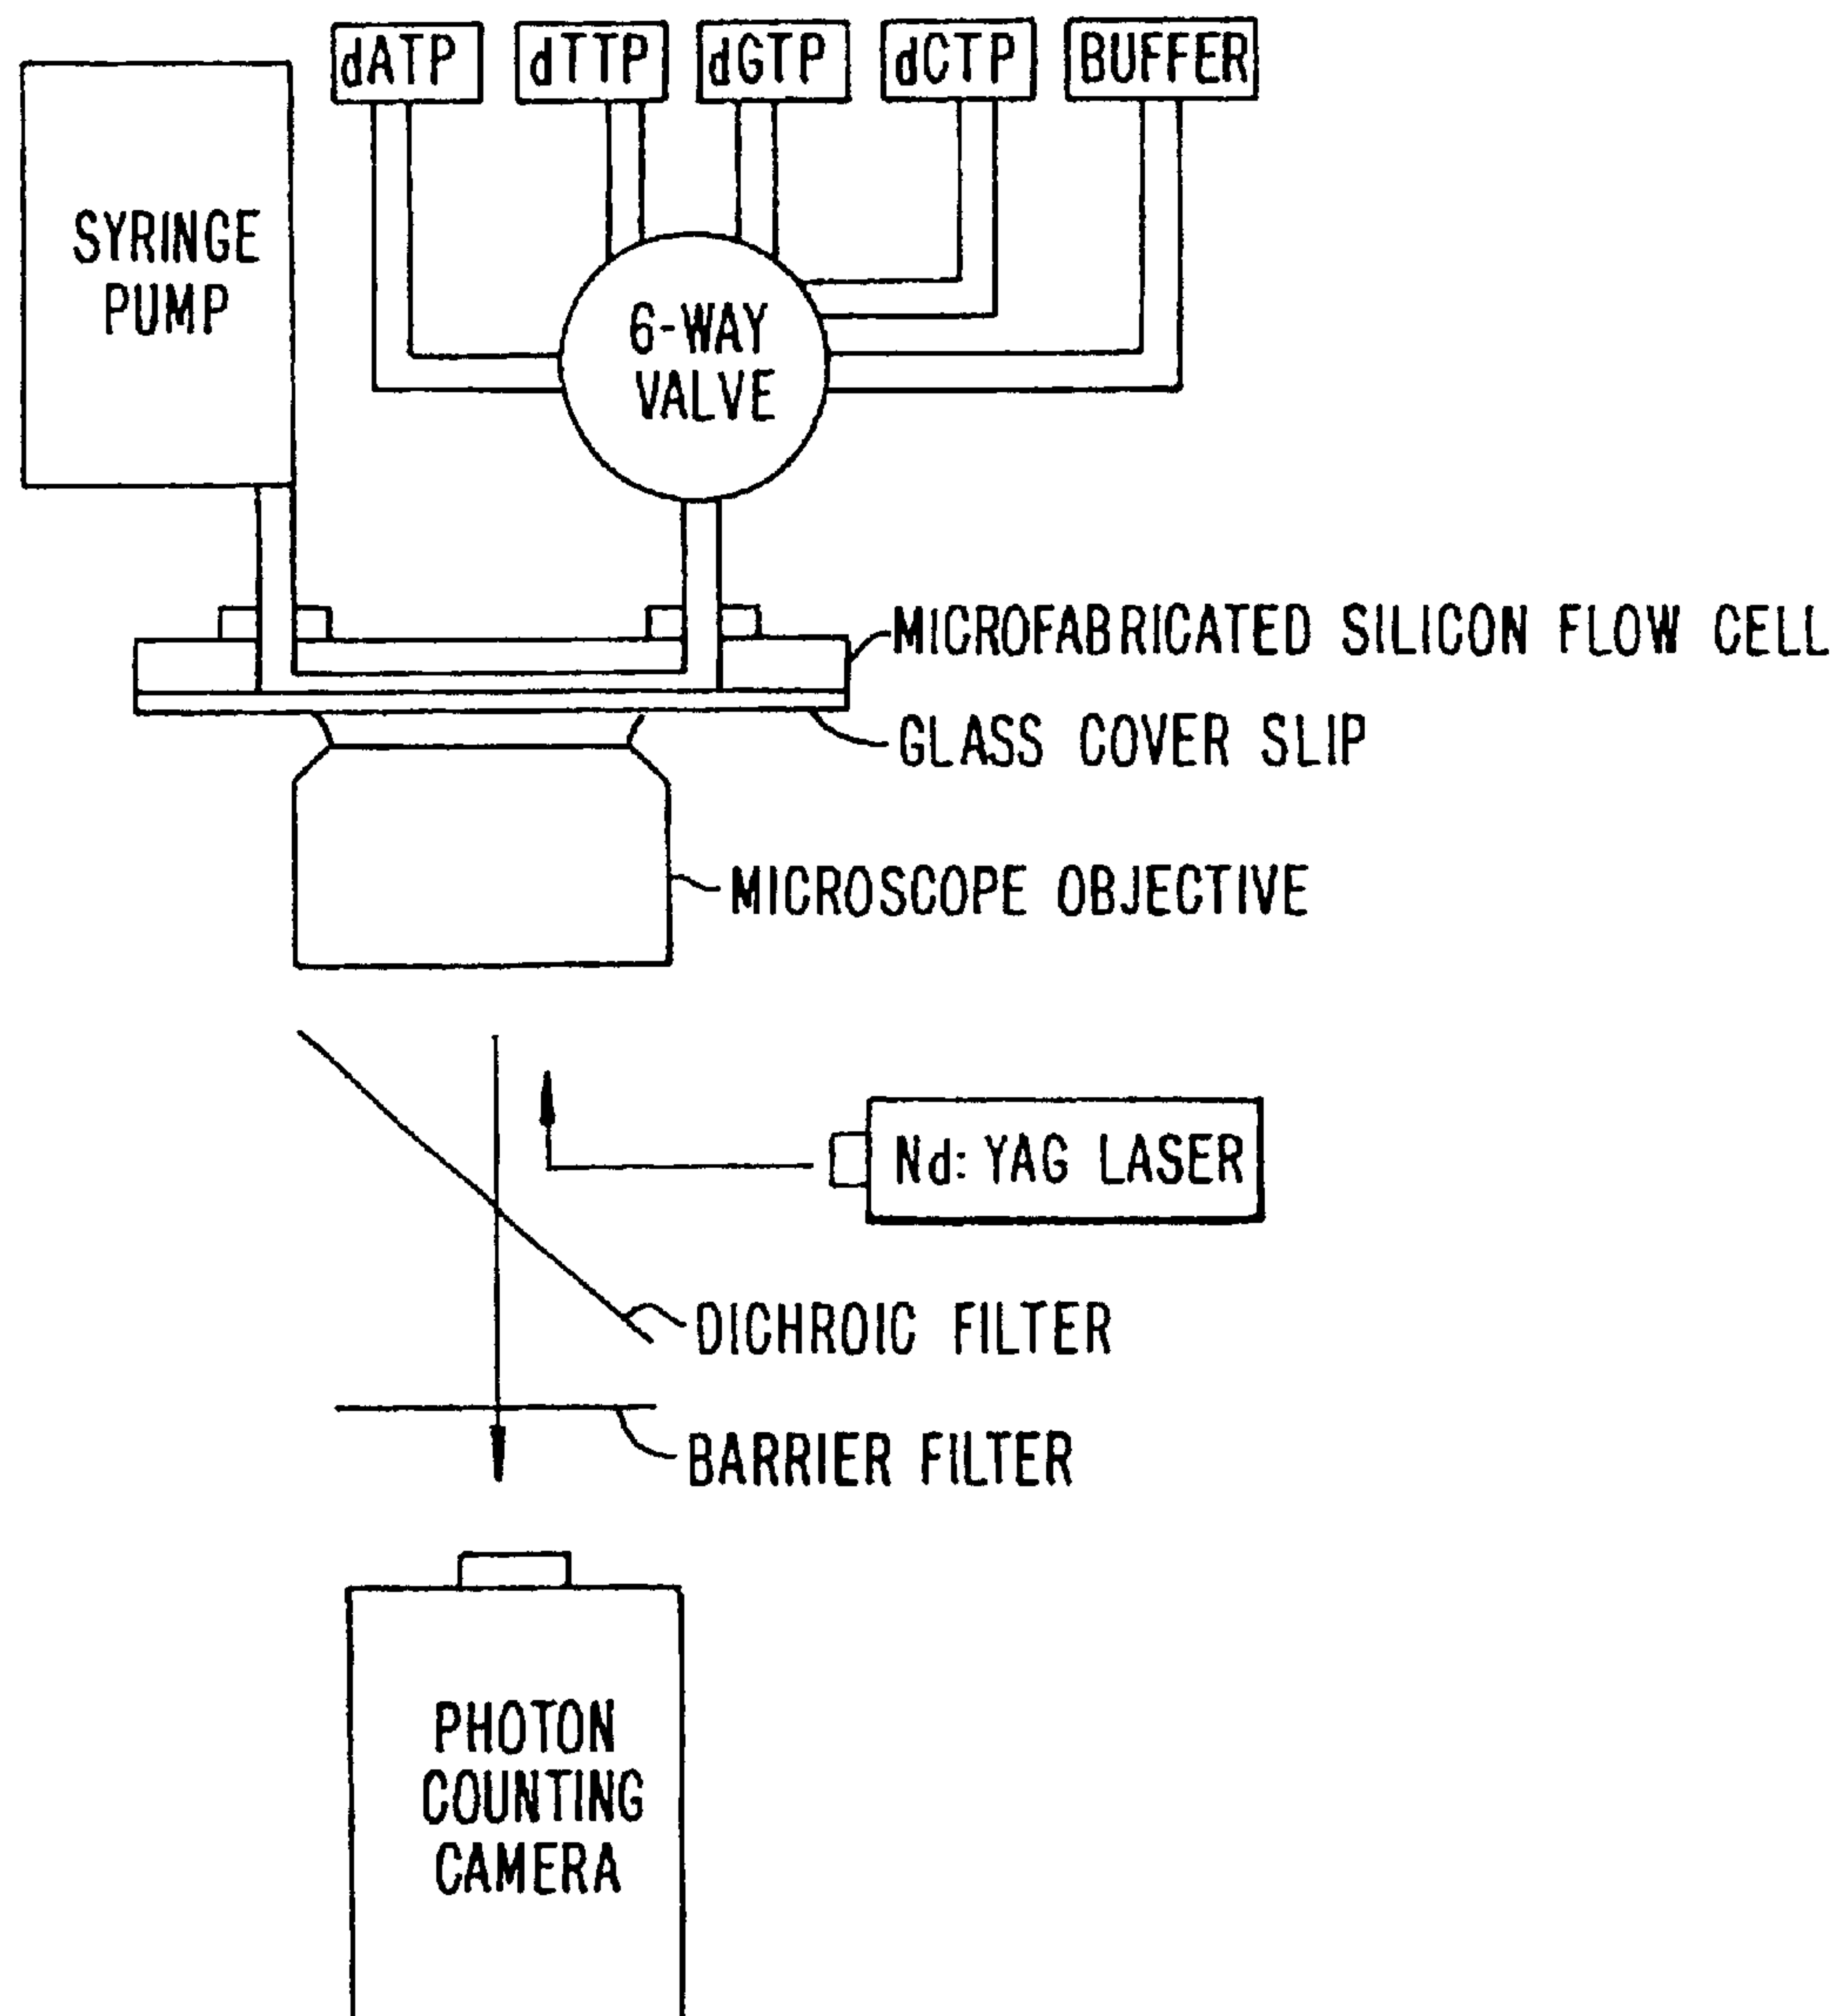 dATP
dTTP
dGTP
dCTP
BUFFER
SYRINGE
PUMP
6-WAY
VALVE
MICROFABRICATED SILICON FLOW CELL
GLASS COVER SLIP
MICROSCOPE OBJECTIVE
Nd: YAG LASER
DICHROIC FILTER
BARRIER FILTER
PHOTON
COUNTING
CAMERA